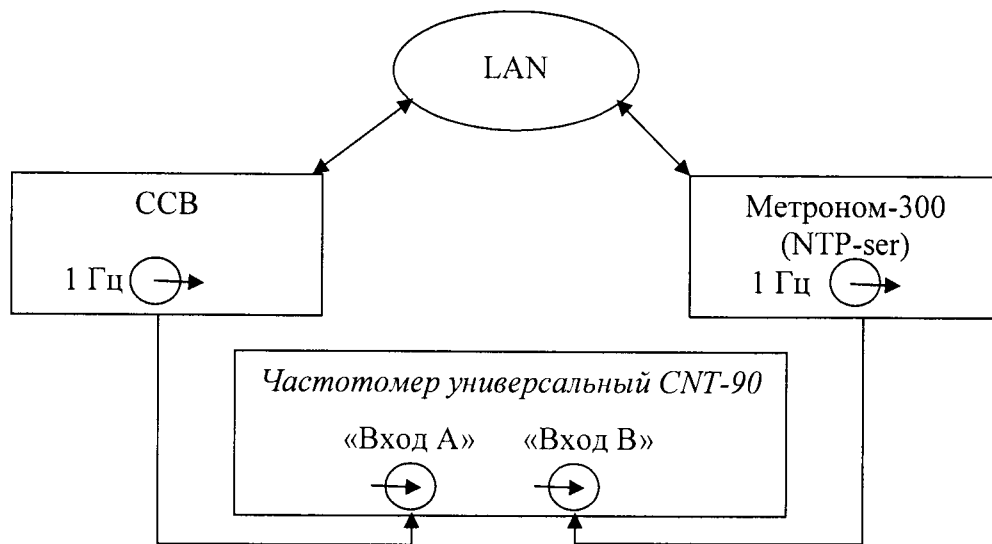 LAN
ССВ
1 Гц
Метроном-300
(NTP-ser)
1 Гц
Частотомер универсальный CNT-90
«Вход А» «Вход В»